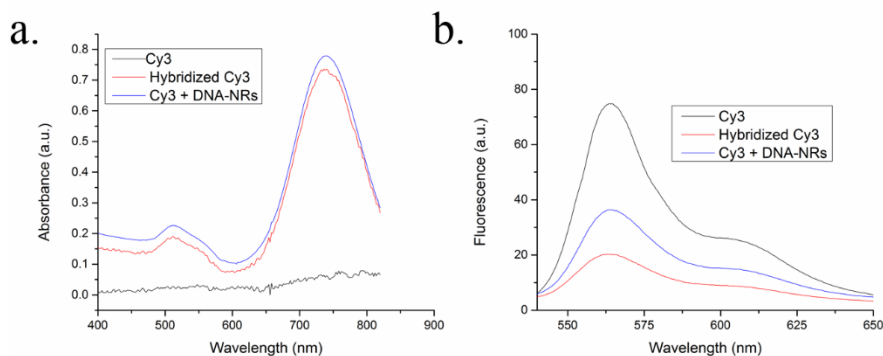 a.
Cy3
Hybridized Cy3
Cy3 + DNA-NRs
Absorbance (a.u.)
0.8
0.7
0.6
0.5
0.4
0.3
0.2
0.1
0.0
400 500 600 700 800 900
Wavelength (nm)
b.
Cy3
Hybridized Cy3
Cy3 + DNA-NRs
Fluorescence (a.u.)
100
80
60
40
20
0
550 575 600 625 650
Wavelength (nm)